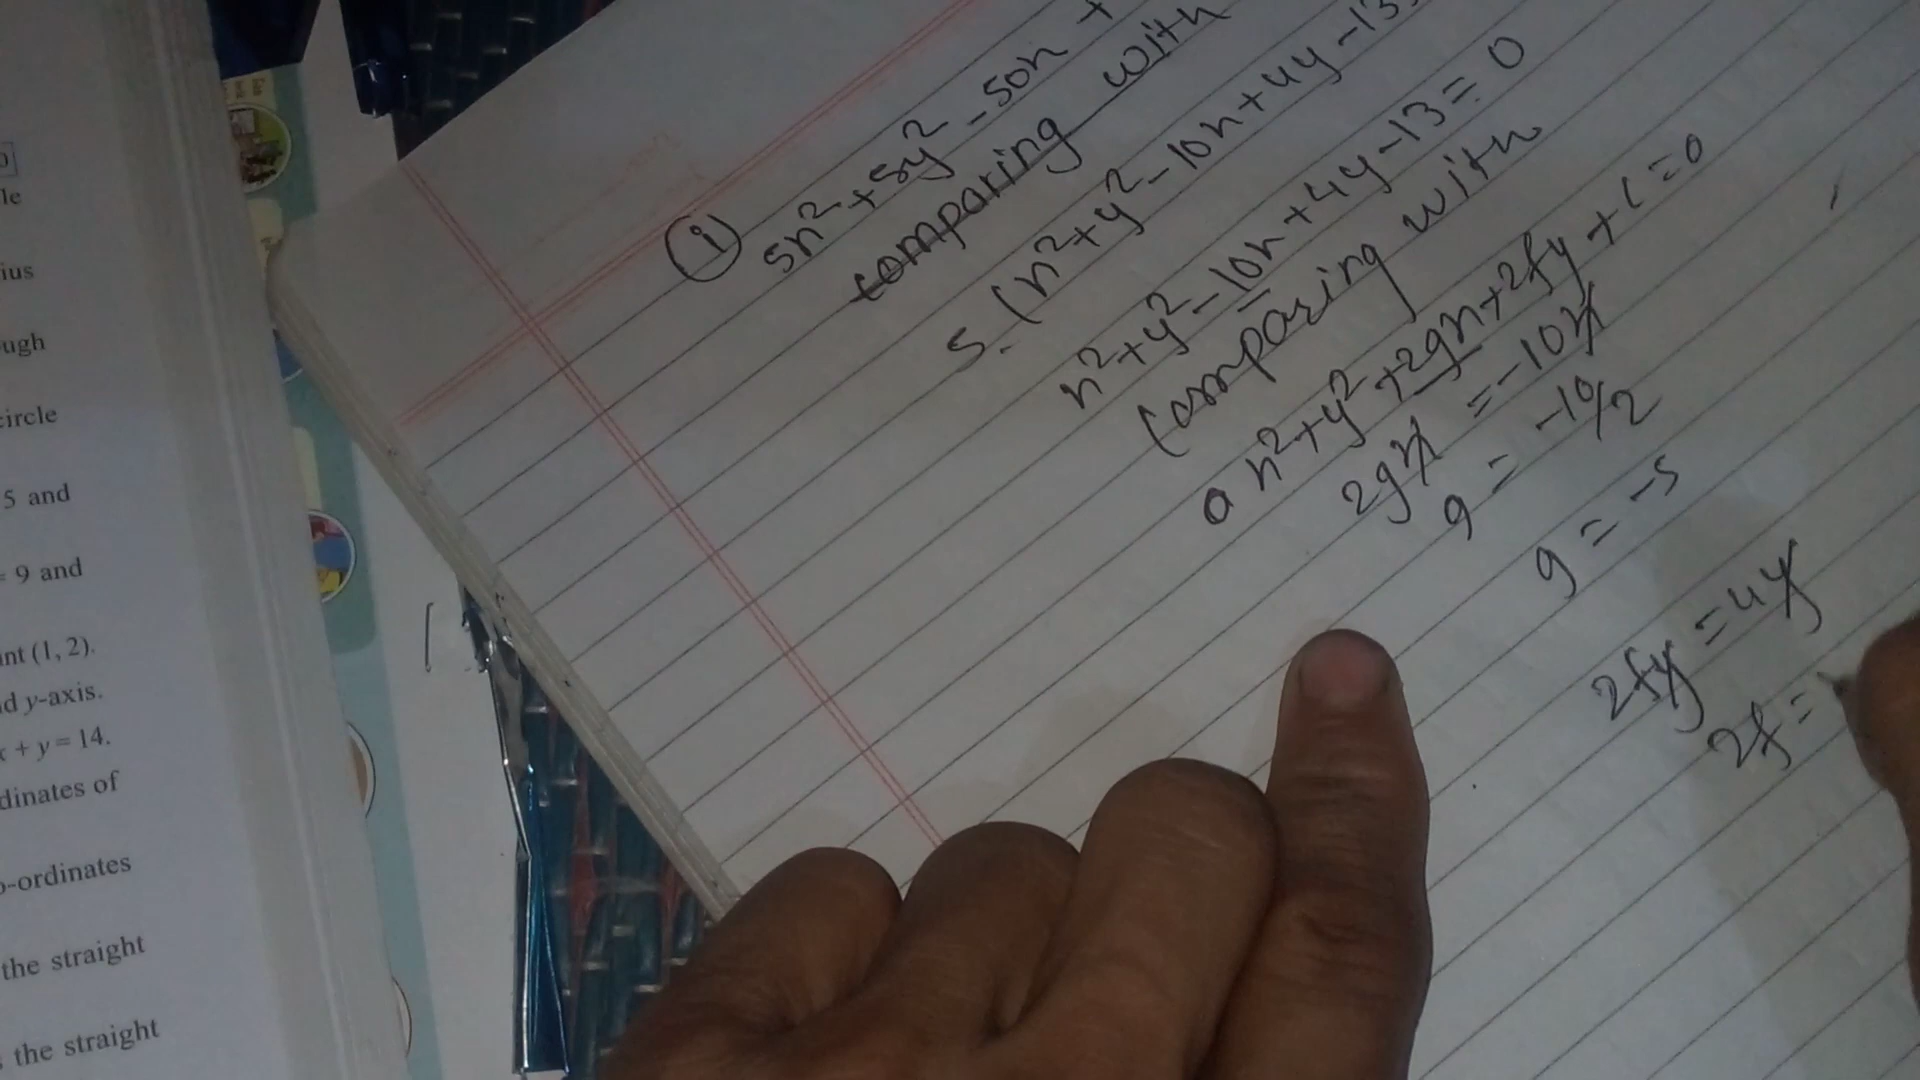 le
ius
ugh
circle
5 and
= 9 and
int (1, 2).
d y-axis.
x + y = 14.
dinates of
o-ordinates
the straight
the straight
(i) 5x²+5y²-50x+
comparing with
5.(x²+y²-10x+4y-13
x²+y²-10x+4y-13=0
Comparing with
a x²+y²+2gx+2fy+c=0
2gx = -10x
g = -10/2
g = -5
2fy = 4y
2f =